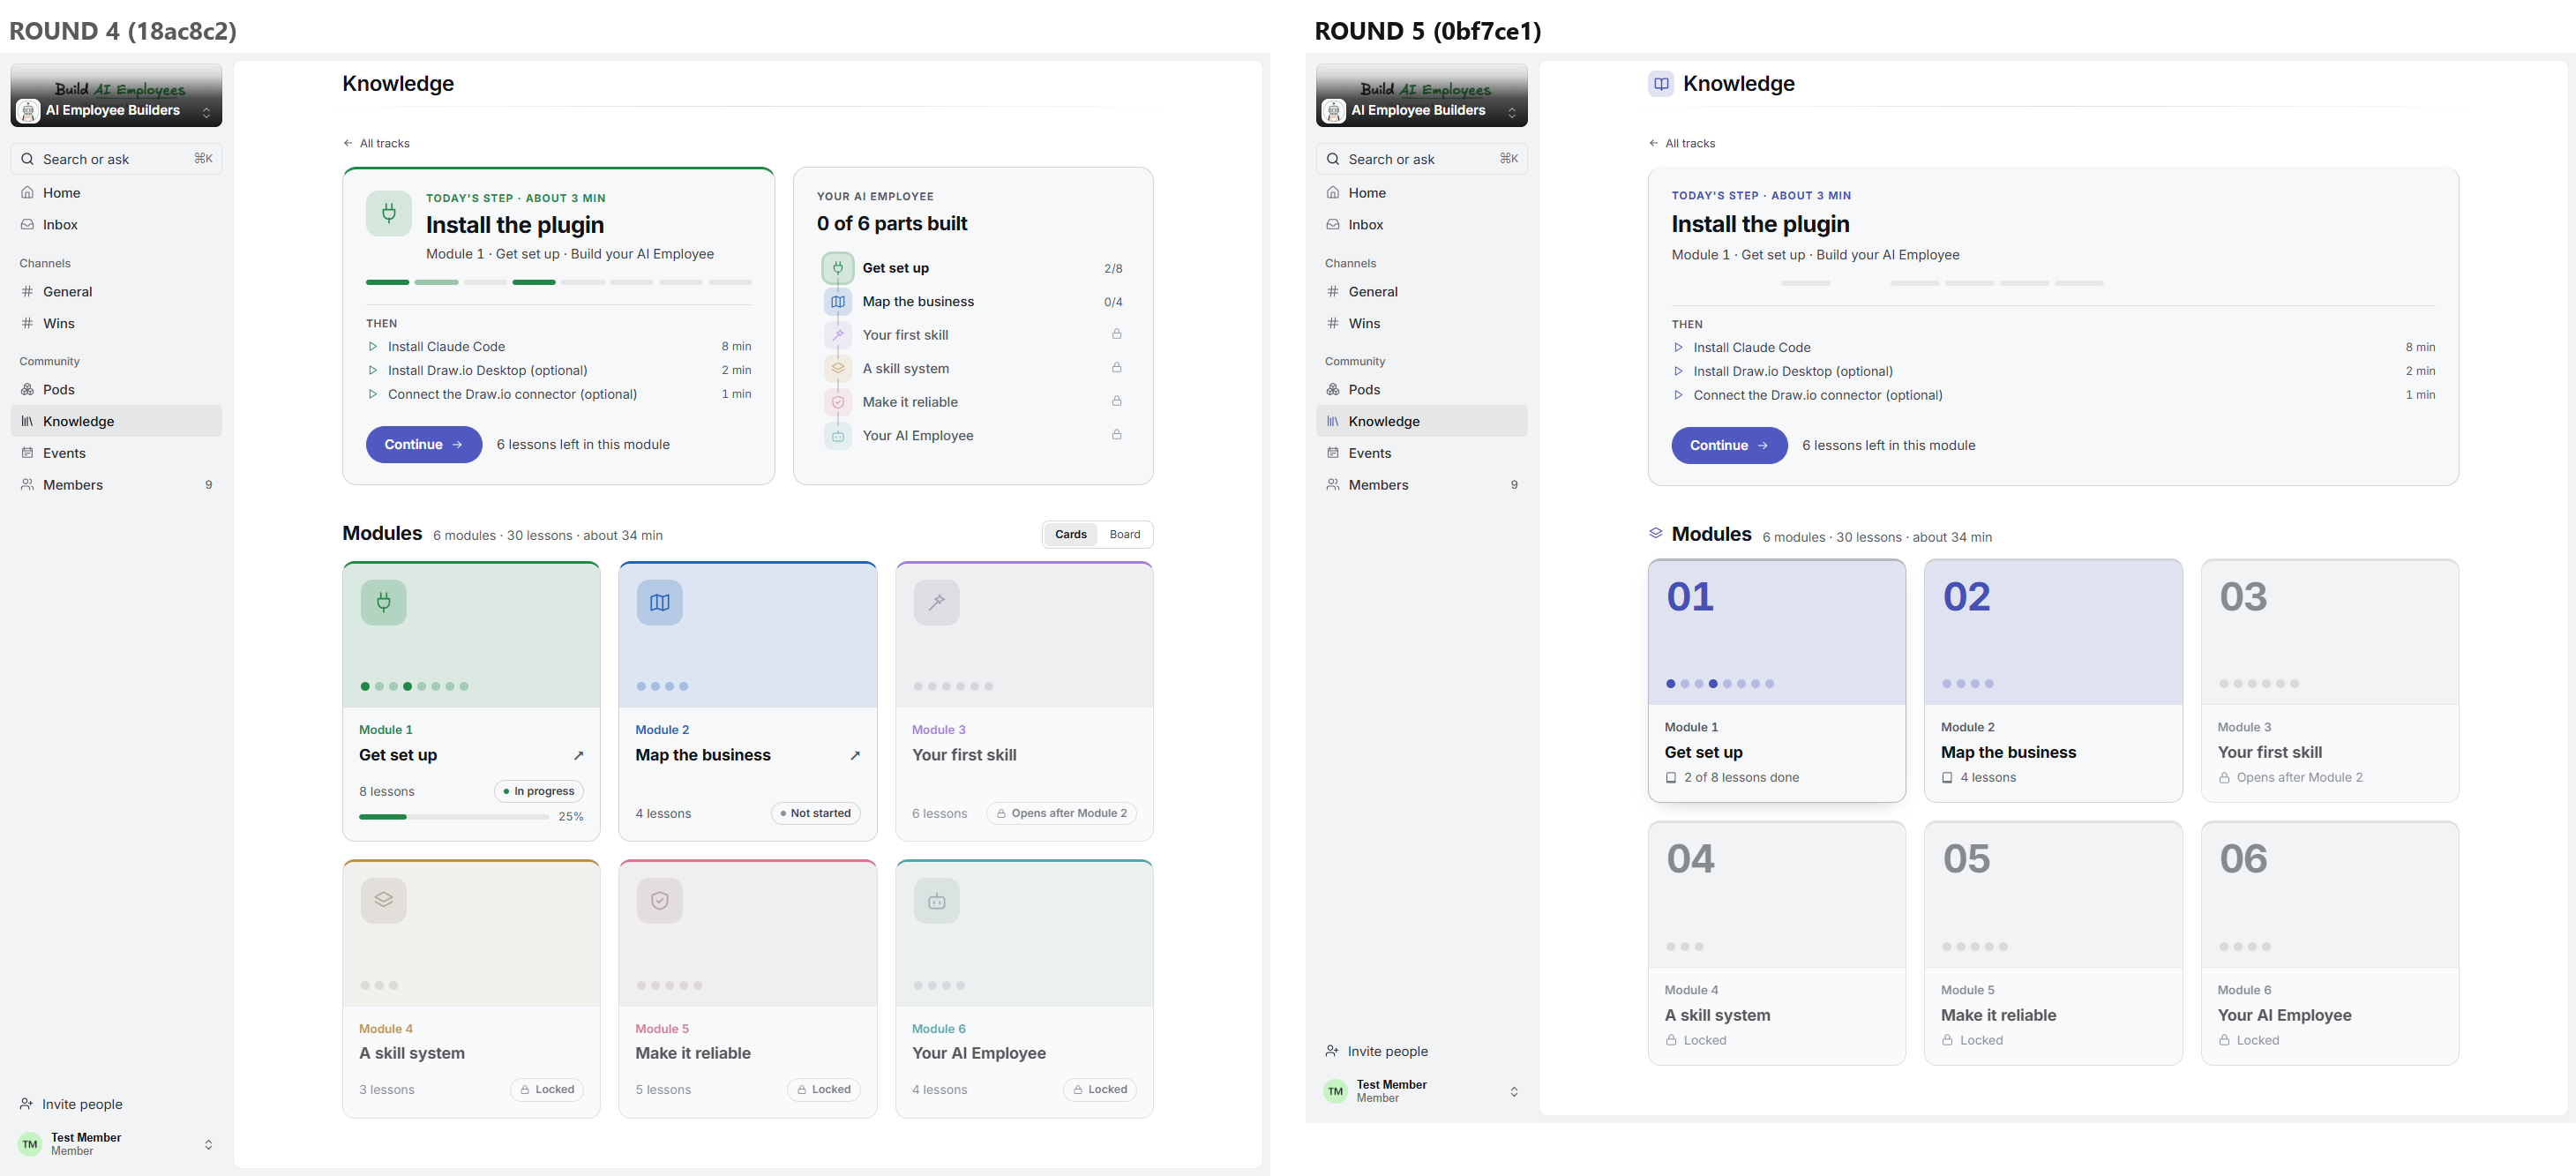 ROUND 4 (18ac8c2)
Build AI Employees
AI Employee Builders
Search or ask ⌘K
Home
Inbox
Channels
General
Wins
Community
Pods
Knowledge
Events
Members 9
Invite people
TM Test Member
Member
Knowledge
← All tracks
TODAY'S STEP · ABOUT 3 MIN
Install the plugin
Module 1 · Get set up · Build your AI Employee
THEN
Install Claude Code 8 min
Install Draw.io Desktop (optional) 2 min
Connect the Draw.io connector (optional) 1 min
Continue → 6 lessons left in this module
YOUR AI EMPLOYEE
0 of 6 parts built
Get set up 2/8
Map the business 0/4
Your first skill
A skill system
Make it reliable
Your AI Employee
Modules 6 modules · 30 lessons · about 34 min
Cards Board
Module 1
Get set up ↗
8 lessons In progress
25%
Module 2
Map the business ↗
4 lessons Not started
Module 3
Your first skill
6 lessons Opens after Module 2
Module 4
A skill system
3 lessons Locked
Module 5
Make it reliable
5 lessons Locked
Module 6
Your AI Employee
4 lessons Locked
ROUND 5 (0bf7ce1)
Build AI Employees
AI Employee Builders
Search or ask ⌘K
Home
Inbox
Channels
General
Wins
Community
Pods
Knowledge
Events
Members 9
Invite people
TM Test Member
Member
Knowledge
← All tracks
TODAY'S STEP · ABOUT 3 MIN
Install the plugin
Module 1 · Get set up · Build your AI Employee
THEN
Install Claude Code 8 min
Install Draw.io Desktop (optional) 2 min
Connect the Draw.io connector (optional) 1 min
Continue → 6 lessons left in this module
Modules 6 modules · 30 lessons · about 34 min
01
Module 1
Get set up
2 of 8 lessons done
02
Module 2
Map the business
4 lessons
03
Module 3
Your first skill
Opens after Module 2
04
Module 4
A skill system
Locked
05
Module 5
Make it reliable
Locked
06
Module 6
Your AI Employee
Locked